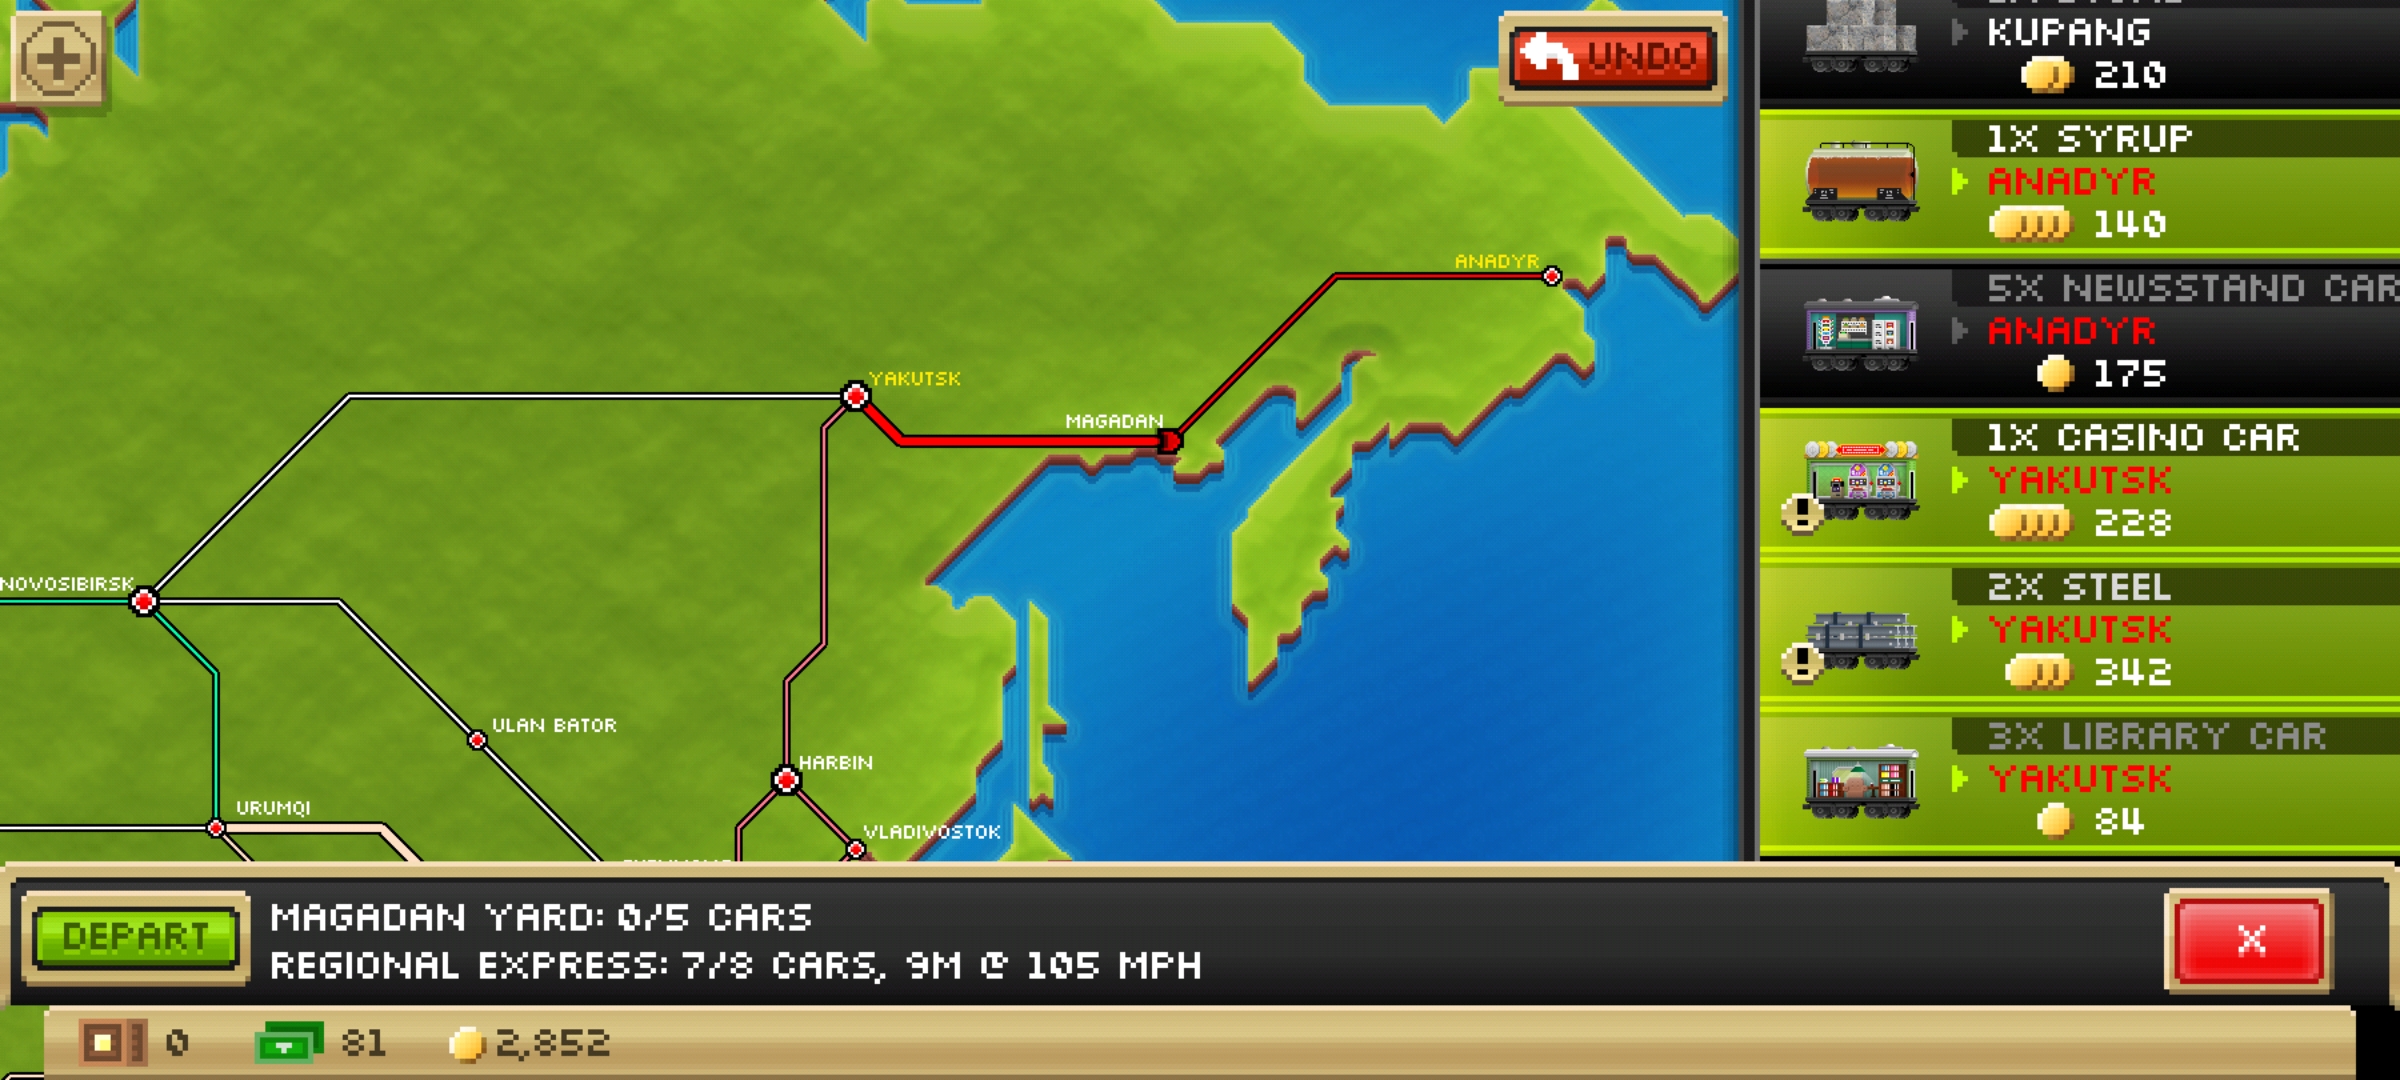 UNDO
ANADYR
YAKUTSK
MAGADAN
NOVOSIBIRSK
ULAN BATOR
HARBIN
URUMQI
VLADIVOSTOK
KUPANG
210
1X SYRUP
ANADYR
140
5X NEWSSTAND CAR
ANADYR
175
1X CASINO CAR
YAKUTSK
228
2X STEEL
YAKUTSK
342
3X LIBRARY CAR
YAKUTSK
84
DEPART
MAGADAN YARD: 0/5 CARS
REGIONAL EXPRESS: 7/8 CARS, 9M @ 105 MPH
X
0
81
2,852